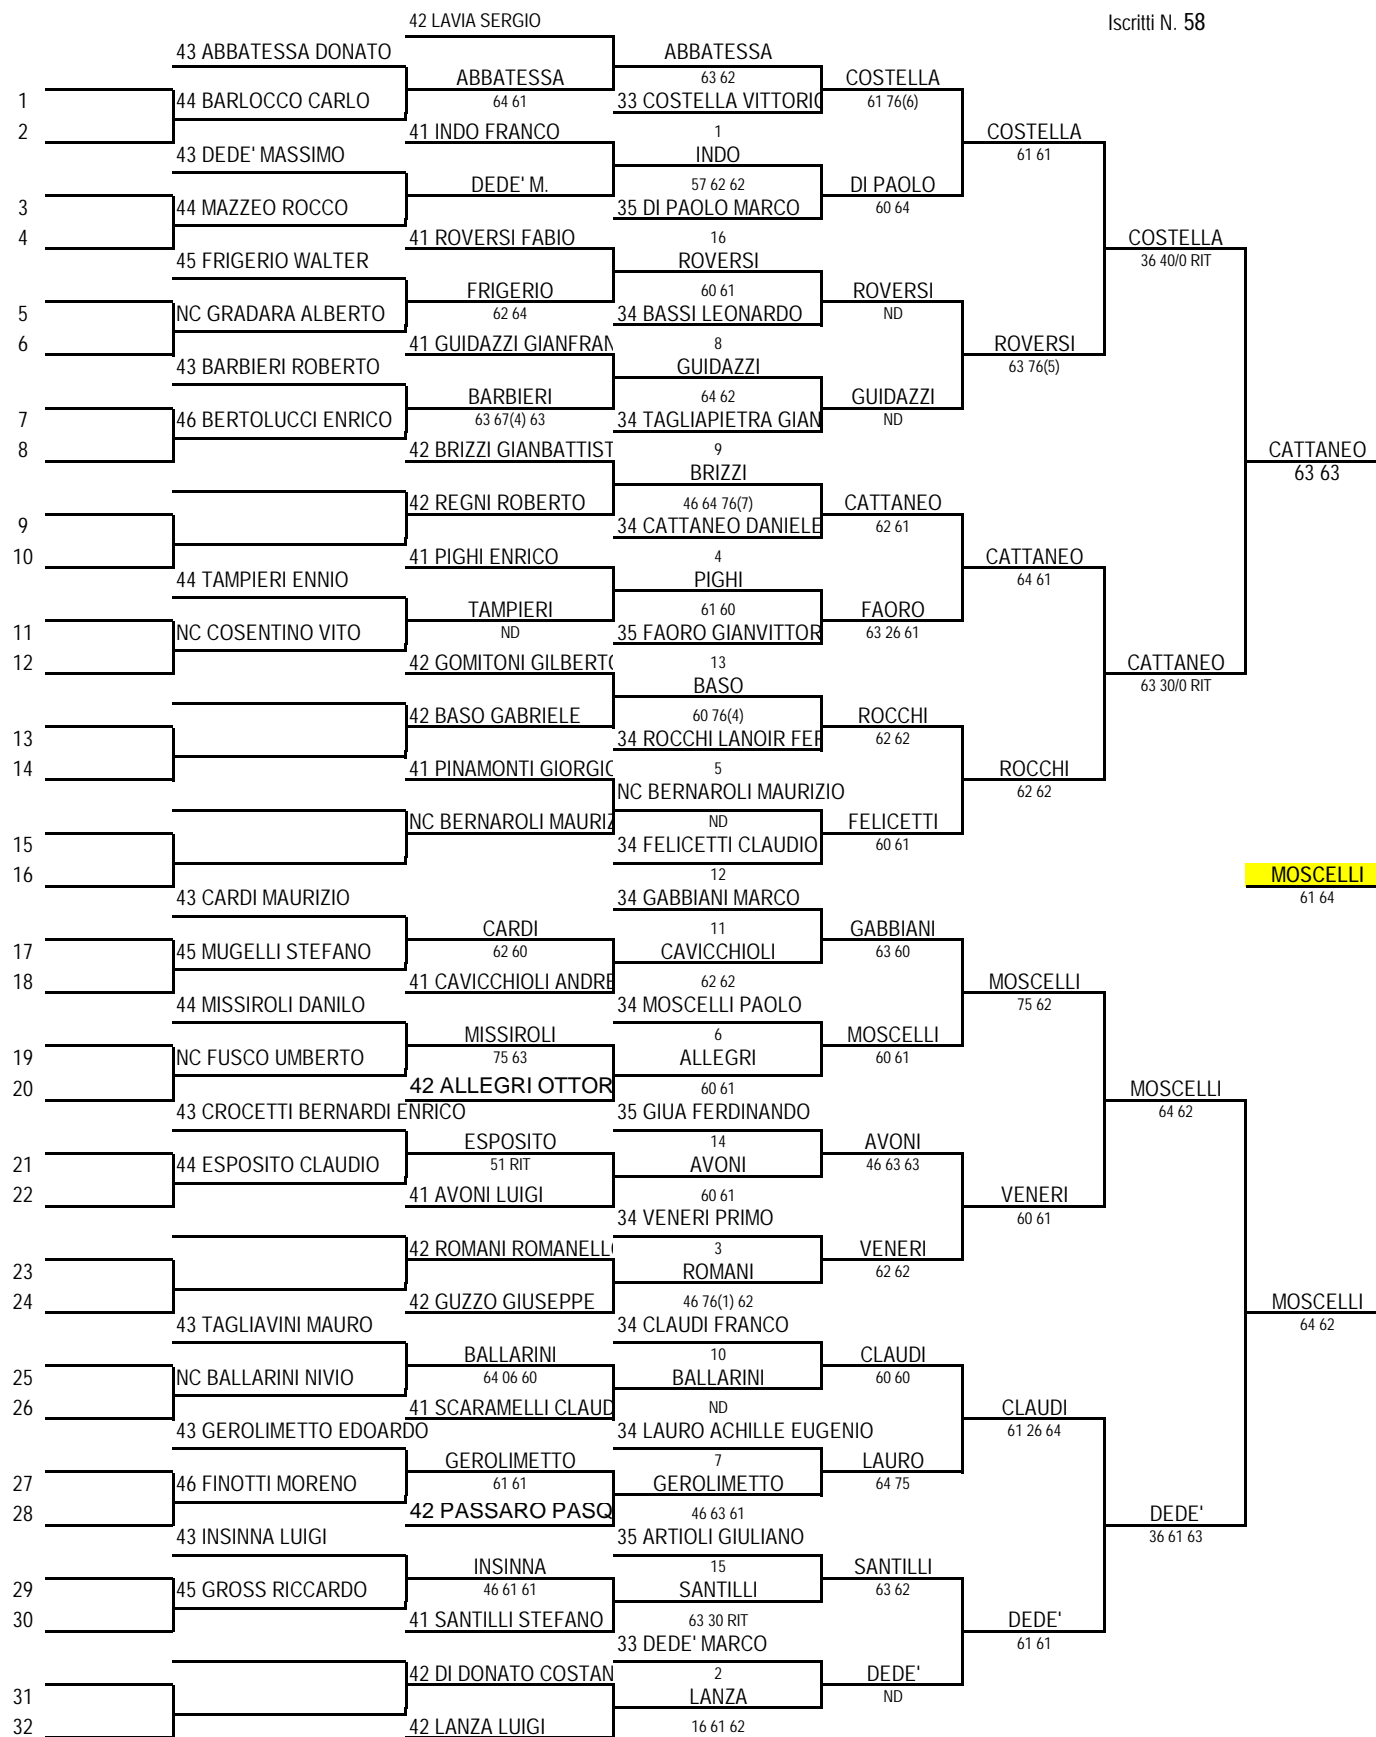 42 LAVIA SERGIO
Iscritti N. 58
43 ABBATESSA DONATO
ABBATESSA
ABBATESSA
63 62
COSTELLA
1
44 BARLOCCO CARLO
64 61
33 COSTELLA VITTORIO
61 76(6)
2
41 INDO FRANCO
1
COSTELLA
43 DEDE' MASSIMO
INDO
61 61
DEDE' M.
57 62 62
DI PAOLO
3
44 MAZZEO ROCCO
35 DI PAOLO MARCO
60 64
4
41 ROVERSI FABIO
16
COSTELLA
45 FRIGERIO WALTER
ROVERSI
36 40/0 RIT
FRIGERIO
60 61
ROVERSI
5
NC GRADARA ALBERTO
62 64
34 BASSI LEONARDO
ND
6
41 GUIDAZZI GIANFRAN
8
ROVERSI
43 BARBIERI ROBERTO
GUIDAZZI
63 76(5)
BARBIERI
64 62
GUIDAZZI
7
46 BERTOLUCCI ENRICO
63 67(4) 63
34 TAGLIAPIETRA GIAN
ND
8
42 BRIZZI GIANBATTIST
9
CATTANEO
BRIZZI
63 63
42 REGNI ROBERTO
46 64 76(7)
CATTANEO
9
34 CATTANEO DANIELE
62 61
10
41 PIGHI ENRICO
4
CATTANEO
44 TAMPIERI ENNIO
PIGHI
64 61
TAMPIERI
61 60
FAORO
11
NC COSENTINO VITO
ND
35 FAORO GIANVITTOR
63 26 61
12
42 GOMITONI GILBERTO
13
CATTANEO
BASO
63 30/0 RIT
42 BASO GABRIELE
60 76(4)
ROCCHI
13
34 ROCCHI LANOIR FER
62 62
14
41 PINAMONTI GIORGIO
5
ROCCHI
NC BERNAROLI MAURIZIO
62 62
NC BERNAROLI MAURIZ
ND
FELICETTI
15
34 FELICETTI CLAUDIO
60 61
16
12
MOSCELLI
43 CARDI MAURIZIO
34 GABBIANI MARCO
61 64
CARDI
11
GABBIANI
17
45 MUGELLI STEFANO
62 60
CAVICCHIOLI
63 60
18
41 CAVICCHIOLI ANDRE
62 62
MOSCELLI
44 MISSIROLI DANILO
34 MOSCELLI PAOLO
75 62
MISSIROLI
6
MOSCELLI
19
NC FUSCO UMBERTO
75 63
ALLEGRI
60 61
20
42 ALLEGRI OTTOR
60 61
MOSCELLI
43 CROCETTI BERNARDI ENRICO
35 GIUA FERDINANDO
64 62
ESPOSITO
14
AVONI
21
44 ESPOSITO CLAUDIO
51 RIT
AVONI
46 63 63
22
41 AVONI LUIGI
60 61
VENERI
34 VENERI PRIMO
60 61
42 ROMANI ROMANELL
3
VENERI
23
ROMANI
62 62
24
42 GUZZO GIUSEPPE
46 76(1) 62
MOSCELLI
43 TAGLIAVINI MAURO
34 CLAUDI FRANCO
64 62
BALLARINI
10
CLAUDI
25
NC BALLARINI NIVIO
64 06 60
BALLARINI
60 60
26
41 SCARAMELLI CLAUD
ND
CLAUDI
43 GEROLIMETTO EDOARDO
34 LAURO ACHILLE EUGENIO
61 26 64
GEROLIMETTO
7
LAURO
27
46 FINOTTI MORENO
61 61
GEROLIMETTO
64 75
28
42 PASSARO PASQ
46 63 61
DEDE'
43 INSINNA LUIGI
35 ARTIOLI GIULIANO
36 61 63
INSINNA
15
SANTILLI
29
45 GROSS RICCARDO
46 61 61
SANTILLI
63 62
30
41 SANTILLI STEFANO
63 30 RIT
DEDE'
33 DEDE' MARCO
61 61
42 DI DONATO COSTAN
2
DEDE'
31
LANZA
ND
32
42 LANZA LUIGI
16 61 62